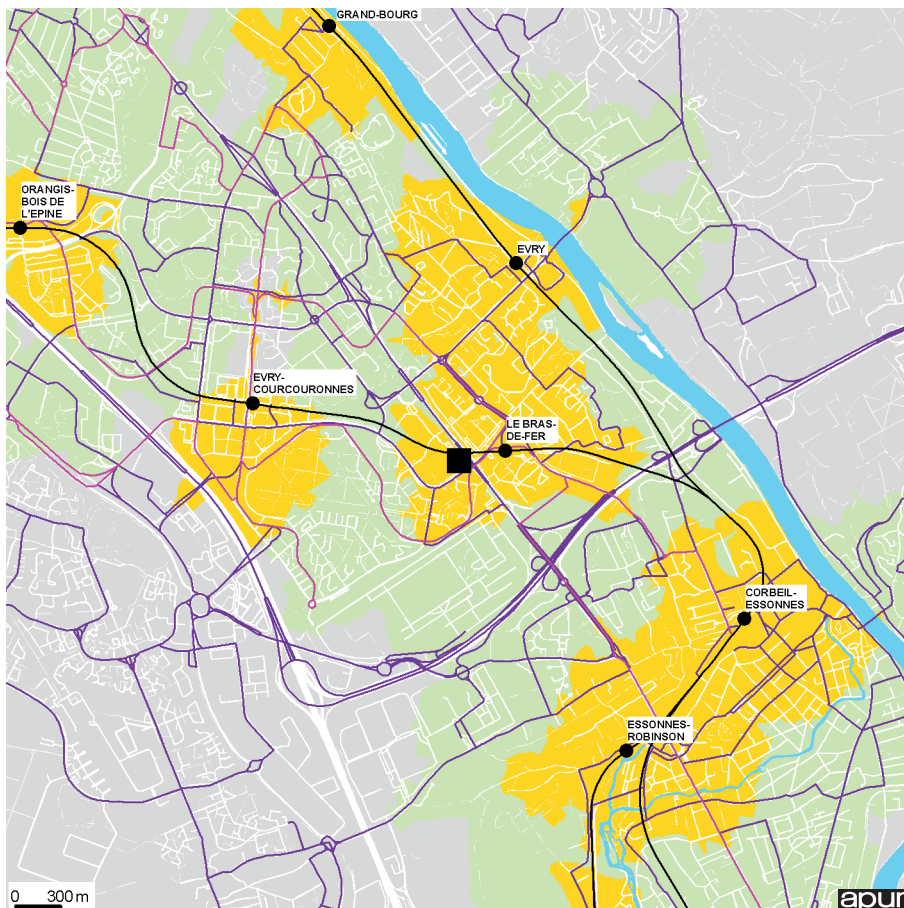 GRAND-BOURG
ORANGIS-
BOIS DE
L'EPINE
EVRY
EVRY-
COURCOURONNES
LE BRAS-
DE-FER
CORBEIL-
ESSONNES
ESSONNES-
ROBINSON
0 300 m
apur